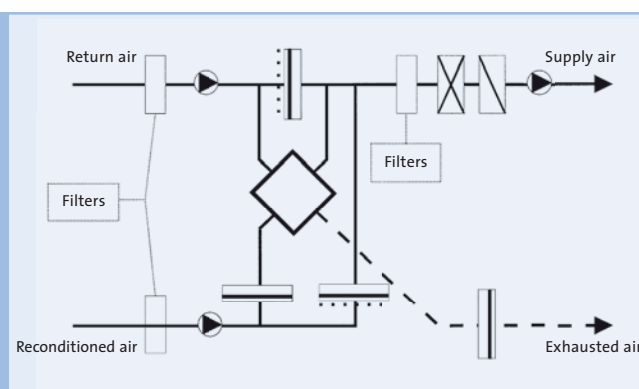 Return air
Supply air
Filters
Filters
Reconditioned air
Exhausted air